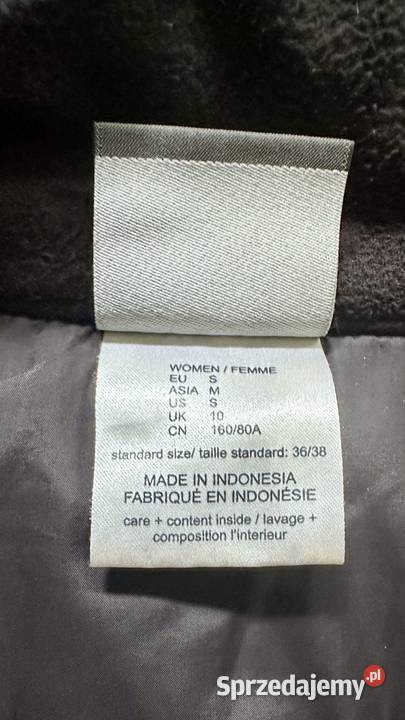 WOMEN / FEMME
EU S
ASIA M
US S
UK 10
CN 160/80A
standard size/ taille standard: 36/38
MADE IN INDONESIA
FABRIQUÉ EN INDONÉSIE
care + content inside / lavage +
composition l'interieur
Sprzedajemy.pl